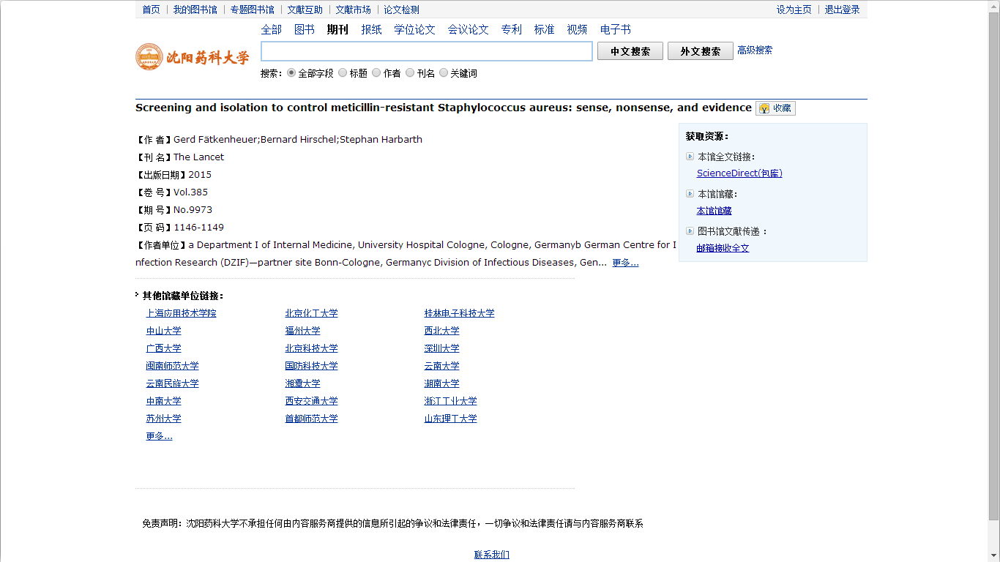 首页 | 我的图书馆 | 专题图书馆 | 文献互助 | 文献市场 | 论文检测 设为主页 | 退出登录
全部 图书 期刊 报纸 学位论文 会议论文 专利 标准 视频 电子书
沈阳药科大学
中文搜索 外文搜索 高级搜索
搜索: 全部字段 标题 作者 刊名 关键词
Screening and isolation to control meticillin-resistant Staphylococcus aureus: sense, nonsense, and evidence 收藏
【作 者】Gerd Fätkenheuer;Bernard Hirschel;Stephan Harbarth
【刊 名】The Lancet
【出版日期】2015
【卷 号】Vol.385
【期 号】No.9973
【页 码】1146-1149
【作者单位】a Department I of Internal Medicine, University Hospital Cologne, Cologne, Germanyb German Centre for I
nfection Research (DZIF)—partner site Bonn-Cologne, Germanyc Division of Infectious Diseases, Gen... 更多...
获取资源:
本馆全文链接:
ScienceDirect(包库)
本馆馆藏:
本馆馆藏
图书馆文献传递 :
邮箱接收全文
其他馆藏单位链接:
上海应用技术学院 北京化工大学 桂林电子科技大学
中山大学 福州大学 西北大学
广西大学 北京科技大学 深圳大学
闽南师范大学 国防科技大学 云南大学
云南民族大学 湘潭大学 湖南大学
中南大学 西安交通大学 浙江工业大学
苏州大学 首都师范大学 山东理工大学
更多...
免责声明:沈阳药科大学不承担任何由内容服务商提供的信息所引起的争议和法律责任,一切争议和法律责任请与内容服务商联系
联系我们